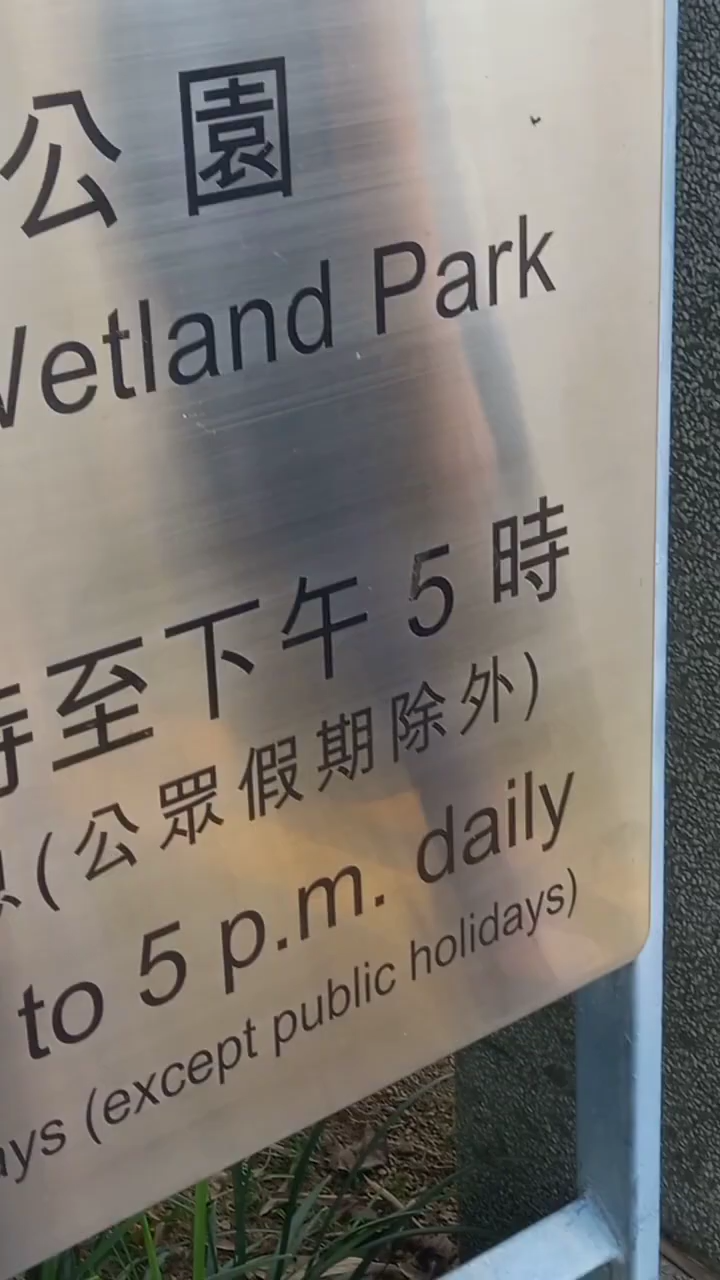 公園
Wetland Park
時至下午5時
(公眾假期除外)
to 5 p.m. daily
(except public holidays)